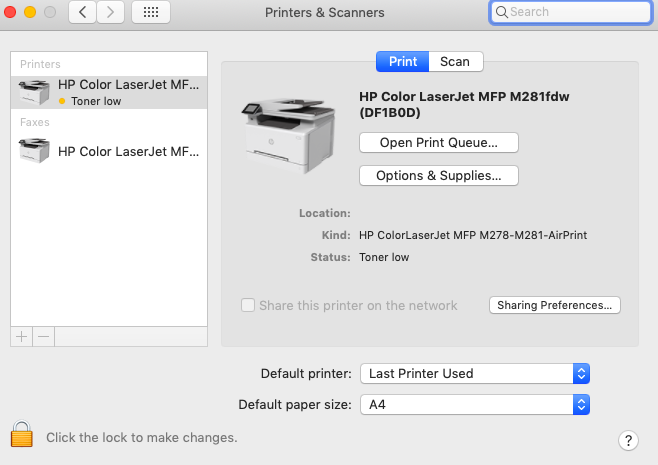 Printers & Scanners
Search
Printers
HP Color LaserJet MF...
Toner low
Faxes
HP Color LaserJet MF...
Print
Scan
HP Color LaserJet MFP M281fdw
(DF1B0D)
Open Print Queue...
Options & Supplies...
Location:
Kind: HP ColorLaserJet MFP M278-M281-AirPrint
Status: Toner low
Share this printer on the network
Sharing Preferences...
+ −
Default printer: Last Printer Used
Default paper size: A4
Click the lock to make changes.
?